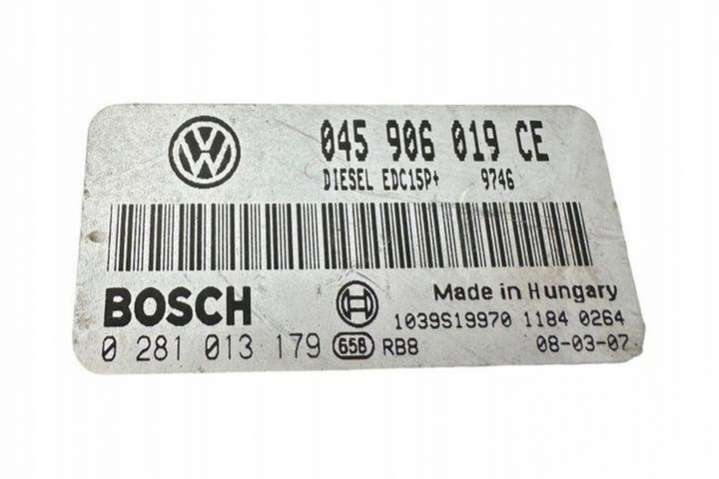 VW 045 906 019 CE
DIESEL EDC15P+ 9746
BOSCH Made in Hungary
1039S19970 1184 0264
0 281 013 179 658 RB8 08-03-07